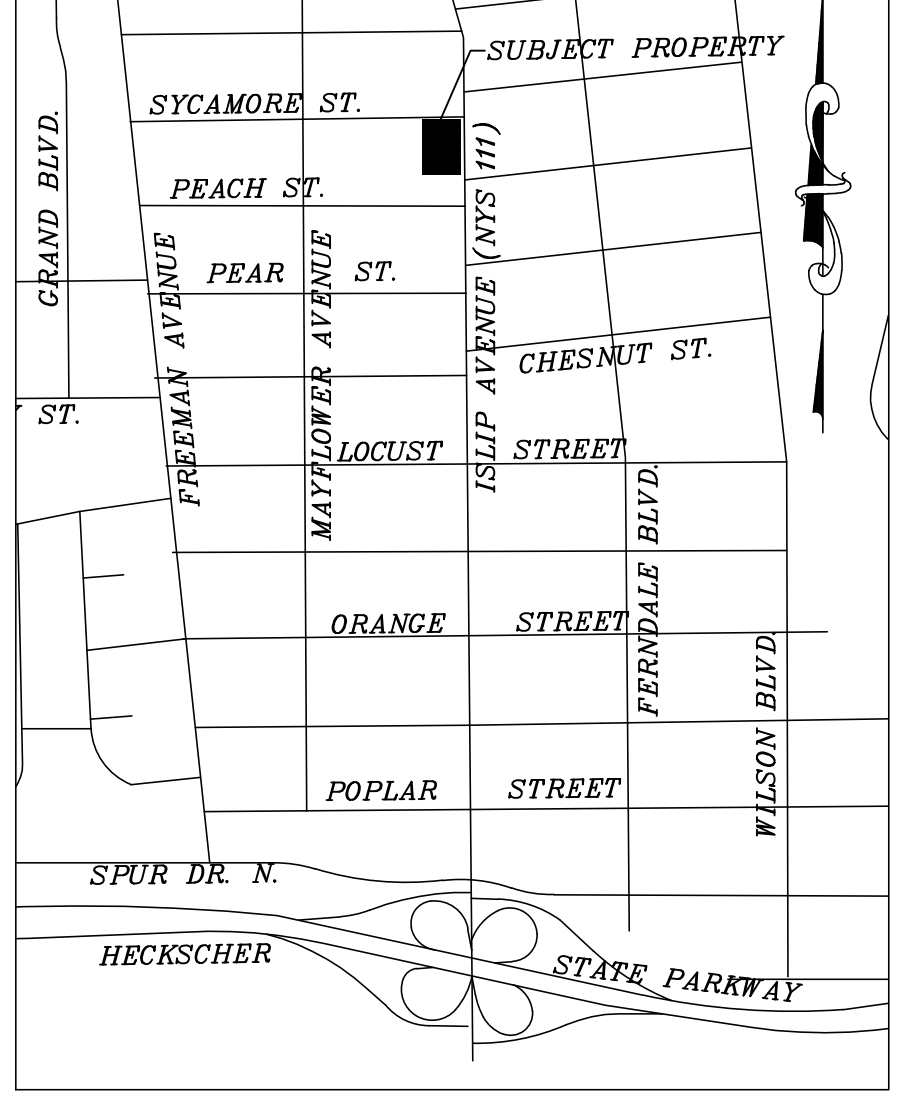 SUBJECT PROPERTY
SYCAMORE ST.
GRAND BLVD.
PEACH ST.
ISLIP AVENUE (NYS 111)
FREEMAN AVENUE
MAYFLOWER AVENUE
PEAR ST.
CHESNUT ST.
ST.
LOCUST STREET
FERNDALE BLVD.
ORANGE STREET
WILSON BLVD.
POPLAR STREET
SPUR DR. N.
HECKSCHER STATE PARKWAY